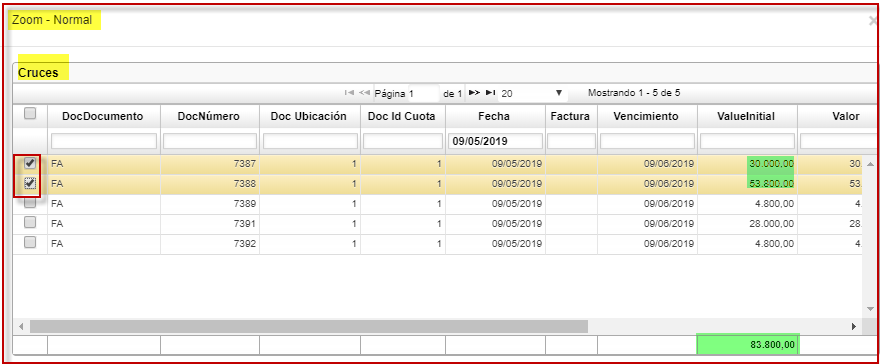 Zoom - Normal
Cruces
Página 1 de 1 20 Mostrando 1 - 5 de 5
DocDocumento DocNúmero Doc Ubicación Doc Id Cuota Fecha Factura Vencimiento ValueInitial Valor
09/05/2019
FA 7387 1 1 09/05/2019 09/06/2019 30.000,00 30.
FA 7388 1 1 09/05/2019 09/06/2019 53.800,00 53.
FA 7389 1 1 09/05/2019 09/06/2019 4.800,00 4.
FA 7391 1 1 09/05/2019 09/06/2019 28.000,00 28.
FA 7392 1 1 09/05/2019 09/06/2019 4.800,00 4.
83.800,00